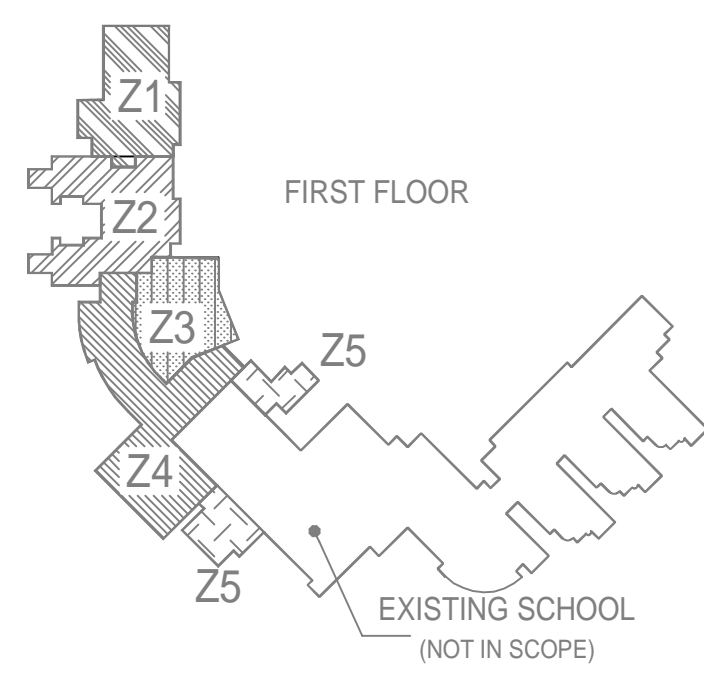 Z1
FIRST FLOOR
Z2
Z3
Z5
Z4
Z5
EXISTING SCHOOL
(NOT IN SCOPE)